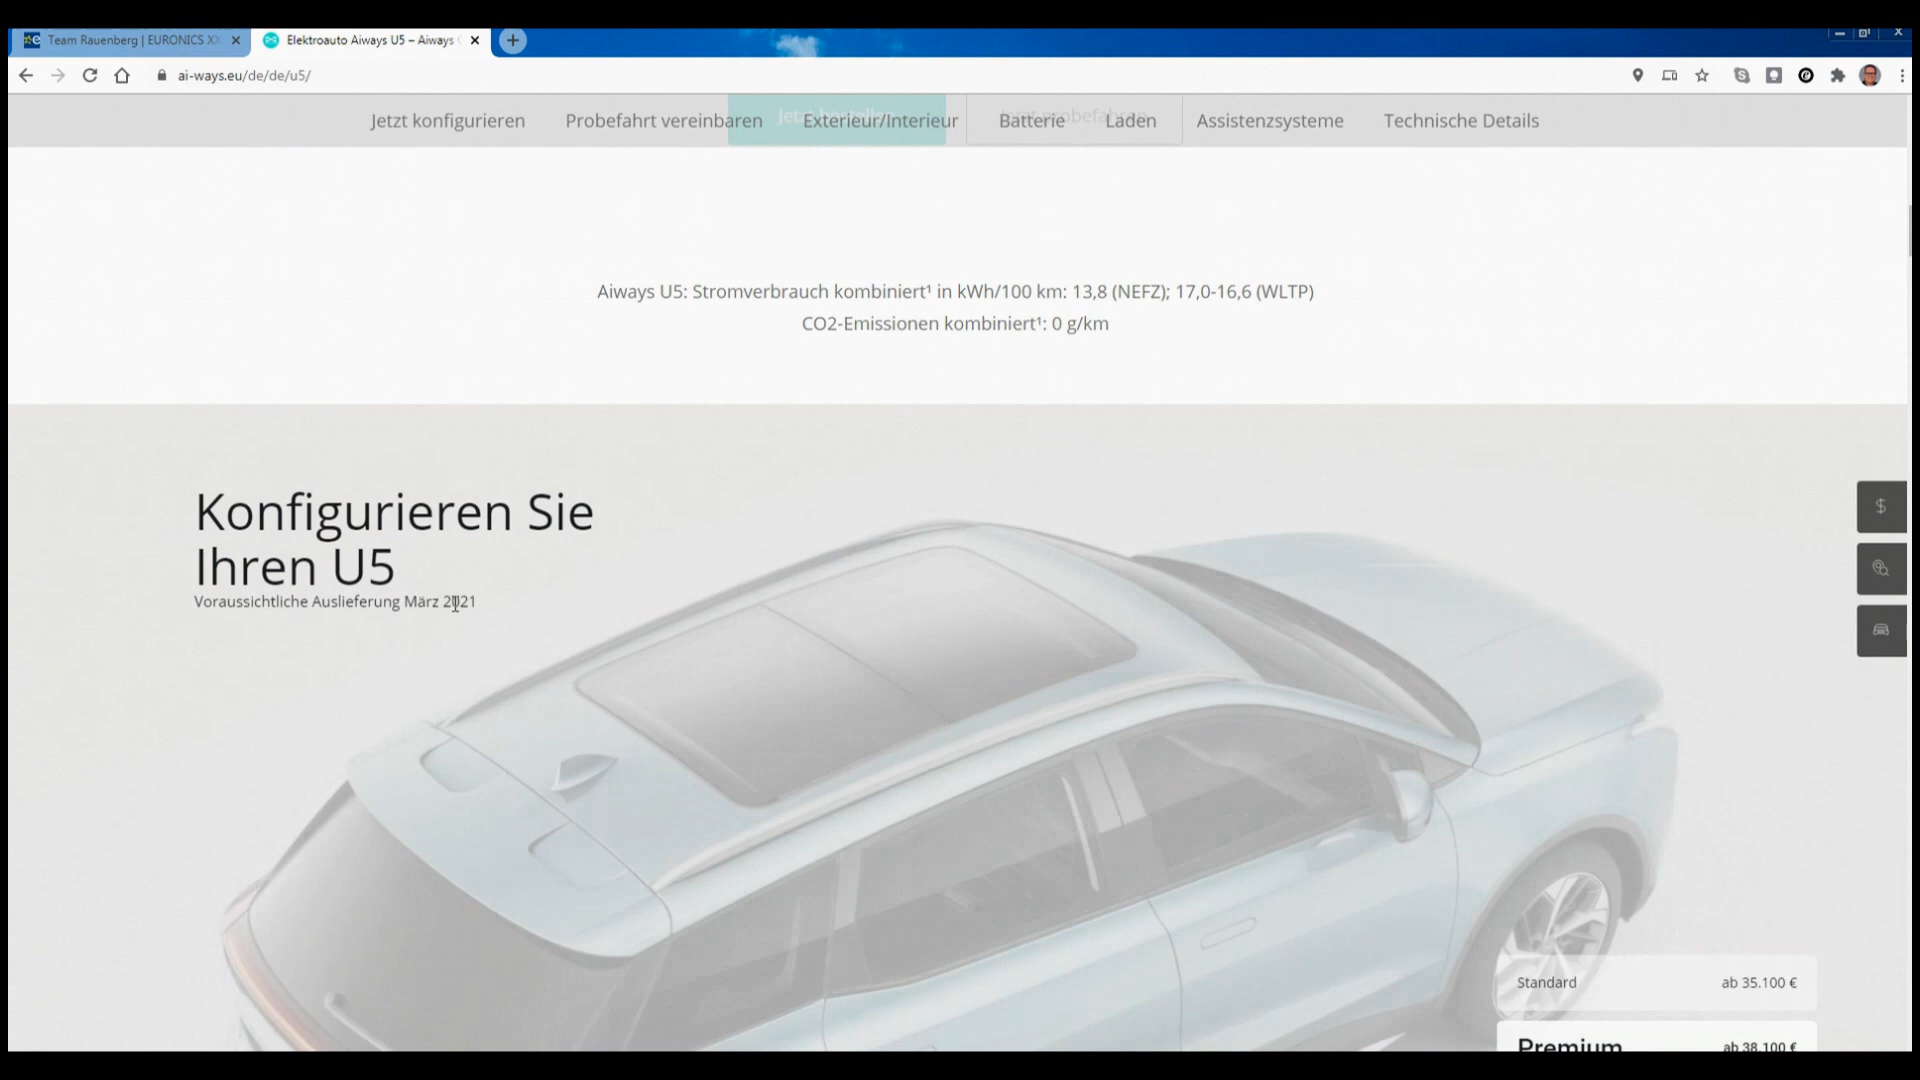 Team Rauenberg | EURONICS XX
Elektroauto Aiways U5 – Aiways
ai-ways.eu/de/de/u5/
Jetzt konfigurieren
Probefahrt vereinbaren
Exterieur/Interieur
Batterie
Laden
Assistenzsysteme
Technische Details
Aiways U5: Stromverbrauch kombiniert¹ in kWh/100 km: 13,8 (NEFZ); 17,0-16,6 (WLTP)
CO2-Emissionen kombiniert¹: 0 g/km
Konfigurieren Sie
Ihren U5
Voraussichtliche Auslieferung März 2021
Standard ab 35.100 €
Premium ab 38.100 €